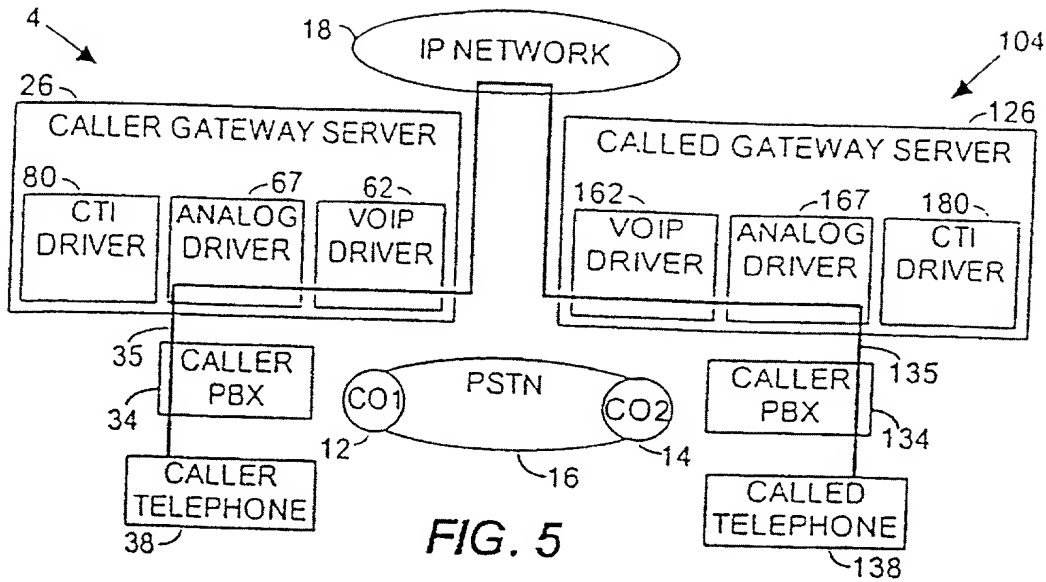 4
18
IP NETWORK
104
26
CALLER GATEWAY SERVER
126
CALLED GATEWAY SERVER
80
CTI
DRIVER
67
ANALOG
DRIVER
62
VOIP
DRIVER
162
VOIP
DRIVER
167
ANALOG
DRIVER
180
CTI
DRIVER
35
CALLER
PBX
34
CO1
PSTN
CO2
12
14
16
CALLER
PBX
135
134
CALLER
TELEPHONE
38
FIG. 5
CALLED
TELEPHONE
138